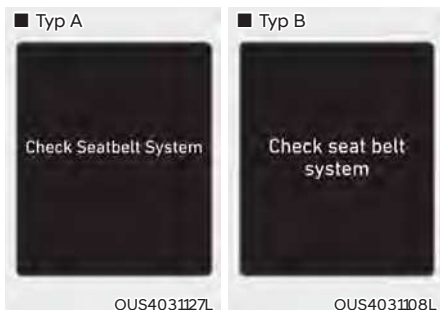 ■ Typ A
Check Seatbelt System
OUS4031127L
■ Typ B
Check seat belt
system
OUS4031108L